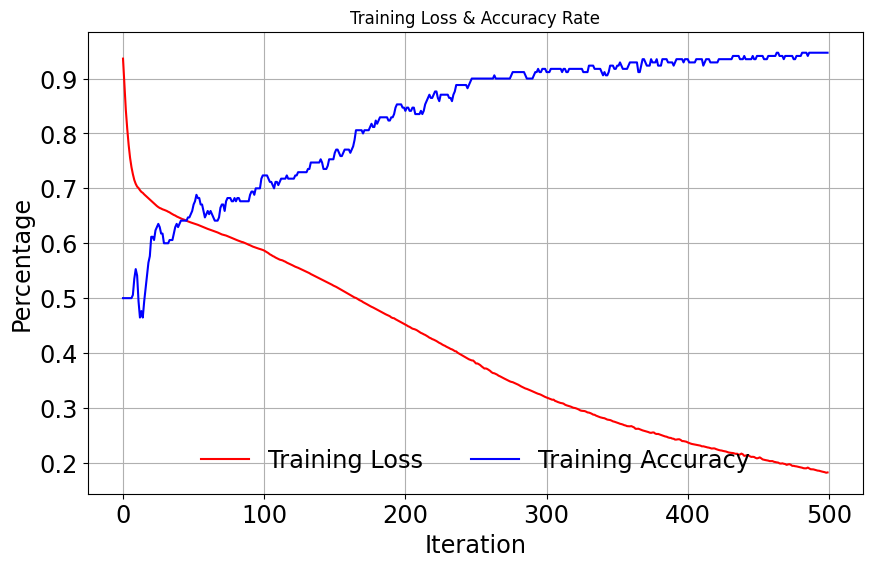 Training Loss & Accuracy Rate
Percentage
0.9
0.8
0.7
0.6
0.5
0.4
0.3
0.2
Training Loss Training Accuracy
0 100 200 300 400 500
Iteration